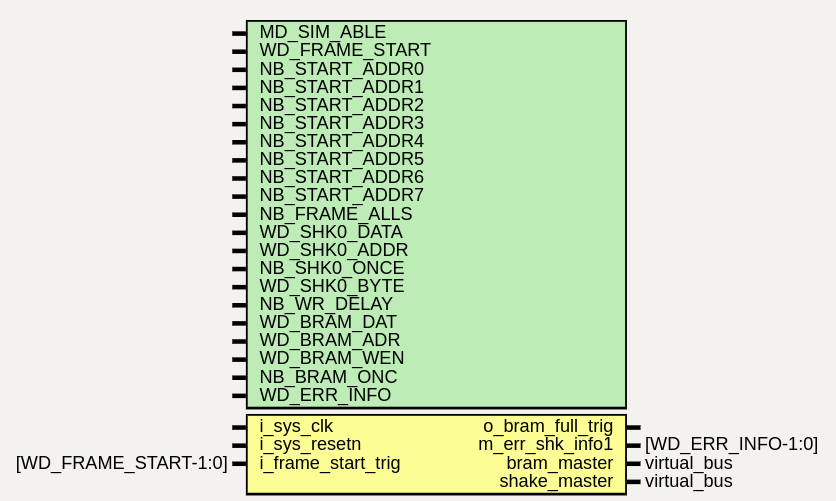 MD_SIM_ABLE
WD_FRAME_START
NB_START_ADDR0
NB_START_ADDR1
NB_START_ADDR2
NB_START_ADDR3
NB_START_ADDR4
NB_START_ADDR5
NB_START_ADDR6
NB_START_ADDR7
NB_FRAME_ALLS
WD_SHK0_DATA
WD_SHK0_ADDR
NB_SHK0_ONCE
WD_SHK0_BYTE
NB_WR_DELAY
WD_BRAM_DAT
WD_BRAM_ADR
WD_BRAM_WEN
NB_BRAM_ONC
WD_ERR_INFO
i_sys_clk o_bram_full_trig
i_sys_resetn m_err_shk_info1 [WD_ERR_INFO-1:0]
[WD_FRAME_START-1:0] i_frame_start_trig bram_master virtual_bus
shake_master virtual_bus